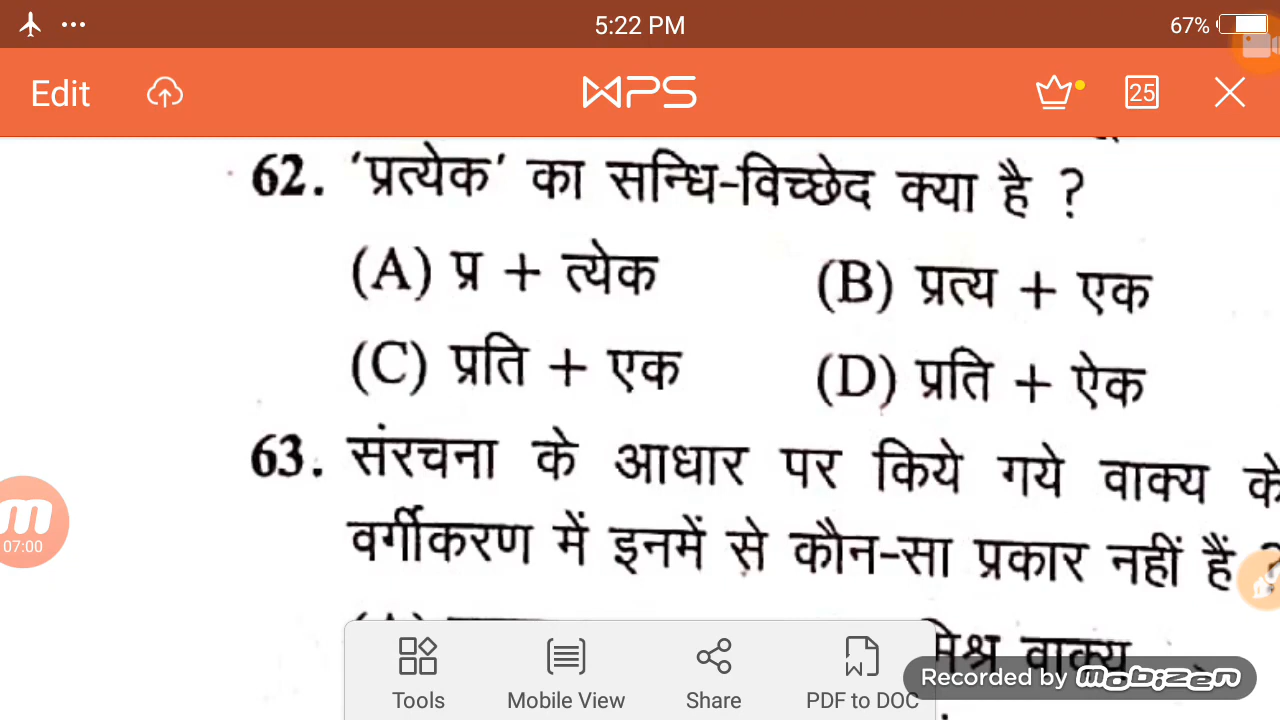 5:22 PM 67%
Edit WPS 25
62. ‘प्रत्येक’ का सन्धि-विच्छेद क्या है ?
(A) प्र + त्येक (B) प्रत्य + एक
(C) प्रति + एक (D) प्रति + ऐक
63. संरचना के आधार पर किये गये वाक्य के
वर्गीकरण में इनमें से कौन-सा प्रकार नहीं हैं ?
मिश्र वाक्य
07:00
Tools Mobile View Share PDF to DOC
Recorded by mobizen